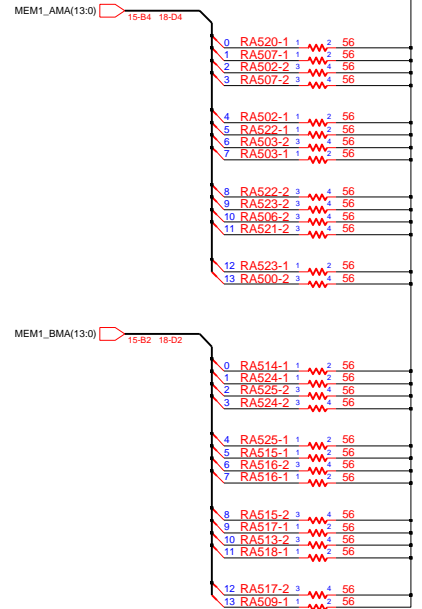 MEM1_AMA(13:0) 15-B4 18-D4
0 RA520-1 1 2 56
1 RA507-1 1 2 56
2 RA502-2 3 4 56
3 RA507-2 3 4 56
4 RA502-1 1 2 56
5 RA522-1 1 2 56
6 RA503-2 3 4 56
7 RA503-1 1 2 56
8 RA522-2 3 4 56
9 RA523-2 3 4 56
10 RA506-2 3 4 56
11 RA521-2 3 4 56
12 RA523-1 1 2 56
13 RA500-2 3 4 56
MEM1_BMA(13:0) 15-B2 18-D2
0 RA514-1 1 2 56
1 RA524-1 1 2 56
2 RA525-2 3 4 56
3 RA524-2 3 4 56
4 RA525-1 1 2 56
5 RA515-1 1 2 56
6 RA516-2 3 4 56
7 RA516-1 1 2 56
8 RA515-2 3 4 56
9 RA517-1 1 2 56
10 RA513-2 3 4 56
11 RA518-1 1 2 56
12 RA517-2 3 4 56
13 RA509-1 1 2 56